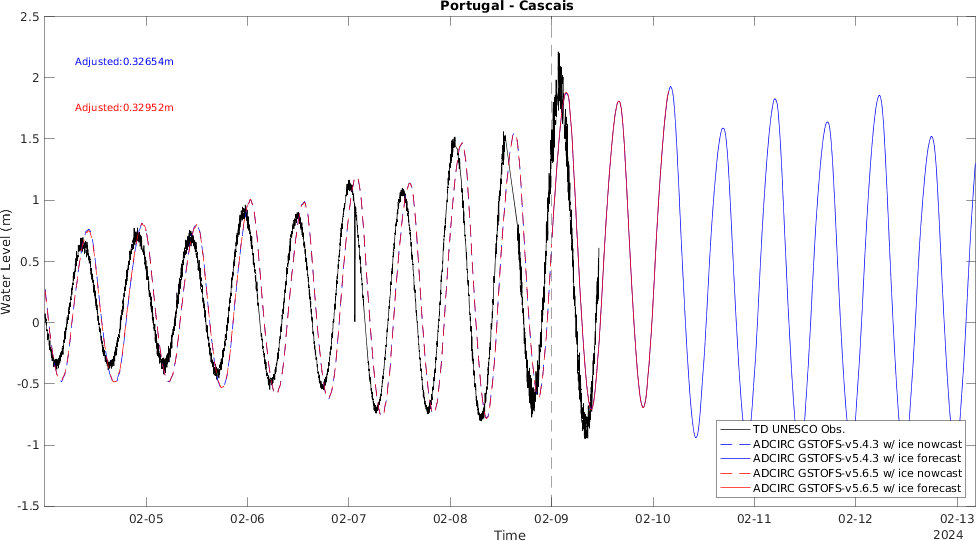 Portugal - Cascais
2.5
2
1.5
1
0.5
0
-0.5
-1
-1.5
Water Level (m)
Adjusted:0.32654m
Adjusted:0.32952m
TD UNESCO Obs.
ADCIRC GSTOFS-v5.4.3 w/ ice nowcast
ADCIRC GSTOFS-v5.4.3 w/ ice forecast
ADCIRC GSTOFS-v5.6.5 w/ ice nowcast
ADCIRC GSTOFS-v5.6.5 w/ ice forecast
02-05 02-06 02-07 02-08 02-09 02-10 02-11 02-12 02-13
Time
2024